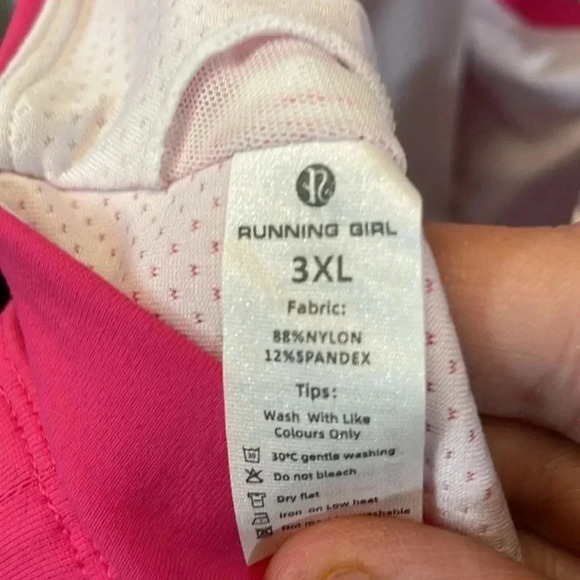 RUNNING GIRL
3XL
Fabric:
88%NYLON
12%SPANDEX
Tips:
Wash With Like
Colours Only
30°C gentle washing
Do not bleach
Dry flat
Iron on Low heat
Not